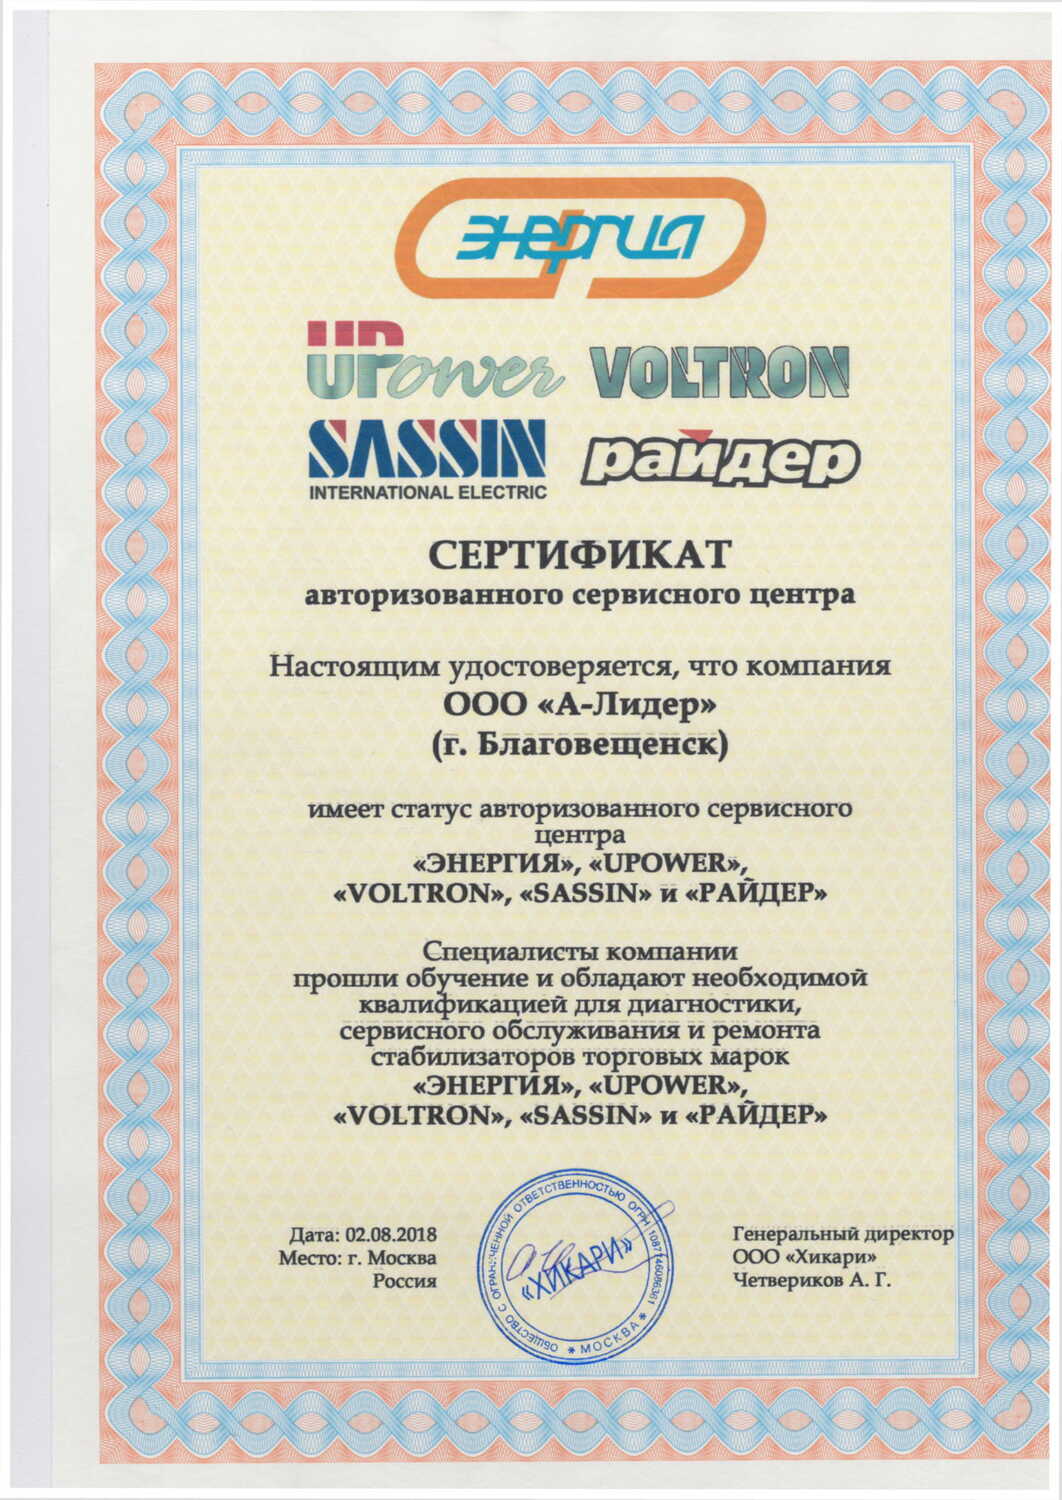 энергия
UPower VOLTRON
SASSIN райдер
INTERNATIONAL ELECTRIC
СЕРТИФИКАТ
авторизованного сервисного центра
Настоящим удостоверяется, что компания
ООО «А-Лидер»
(г. Благовещенск)
имеет статус авторизованного сервисного
центра
«ЭНЕРГИЯ», «UPOWER»,
«VOLTRON», «SASSIN» и «РАЙДЕР»
Специалисты компании
прошли обучение и обладают необходимой
квалификацией для диагностики,
сервисного обслуживания и ремонта
стабилизаторов торговых марок
«ЭНЕРГИЯ», «UPOWER»,
«VOLTRON», «SASSIN» и «РАЙДЕР»
Дата: 02.08.2018
Место: г. Москва
Россия
ОБЩЕСТВО С ОГРАНИЧЕННОЙ ОТВЕТСТВЕННОСТЬЮ ОГРН 1087746086361
* МОСКВА *
«ХИКАРИ»
Генеральный директор
ООО «Хикари»
Четвериков А. Г.